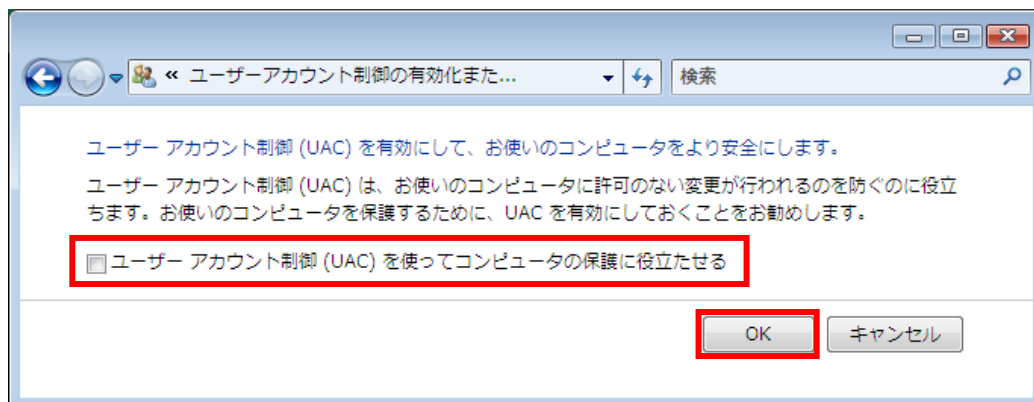 « ユーザーアカウント制御の有効化また...
検索
ユーザー アカウント制御 (UAC) を有効にして、お使いのコンピュータをより安全にします。
ユーザー アカウント制御 (UAC) は、お使いのコンピュータに許可のない変更が行われるのを防ぐのに役立
ちます。お使いのコンピュータを保護するために、UAC を有効にしておくことをお勧めします。
ユーザー アカウント制御 (UAC) を使ってコンピュータの保護に役立たせる
OK
キャンセル